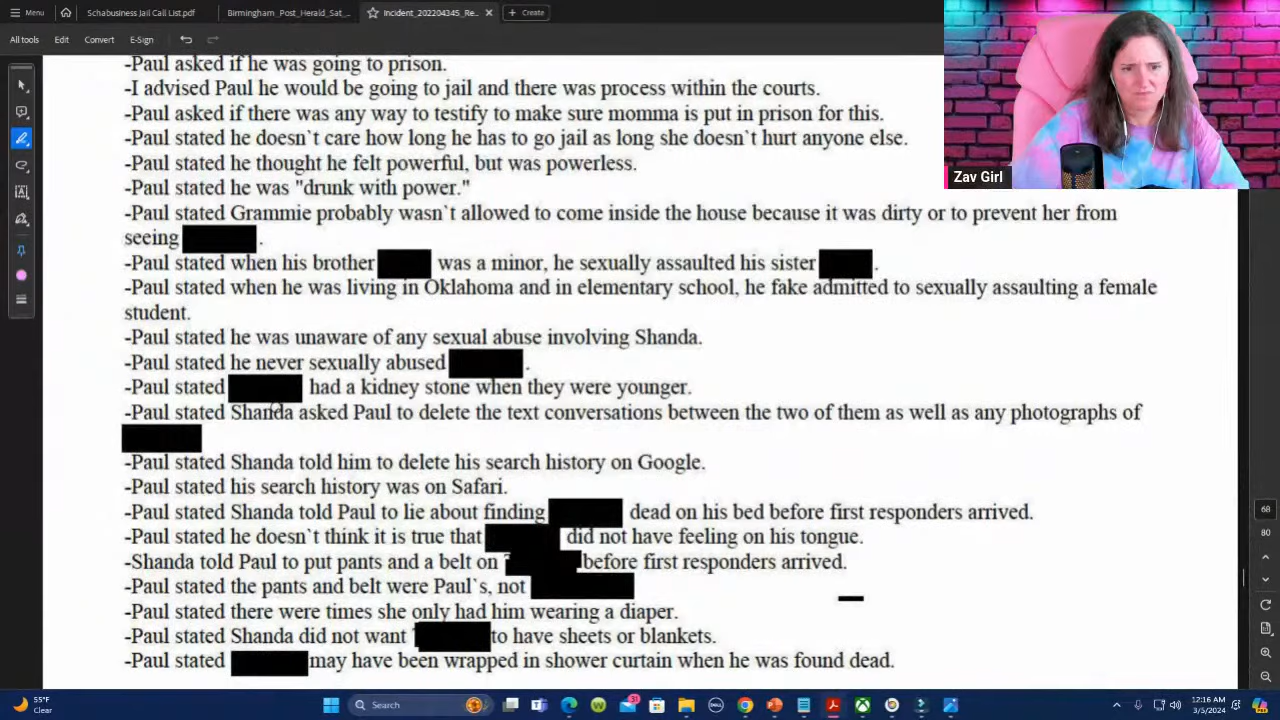 Menu
Schabusiness Jail Call List.pdf
Birmingham_Post_Herald_Sat_...
Incident_202204345_Re...
Create
All tools Edit Convert E-Sign
-Paul asked if he was going to prison.
-I advised Paul he would be going to jail and there was process within the courts.
-Paul asked if there was any way to testify to make sure momma is put in prison for this.
-Paul stated he doesn`t care how long he has to go jail as long she doesn`t hurt anyone else.
-Paul stated he thought he felt powerful, but was powerless.
-Paul stated he was "drunk with power."
-Paul stated Grammie probably wasn`t allowed to come inside the house because it was dirty or to prevent her from
seeing .
-Paul stated when his brother was a minor, he sexually assaulted his sister .
-Paul stated when he was living in Oklahoma and in elementary school, he fake admitted to sexually assaulting a female
student.
-Paul stated he was unaware of any sexual abuse involving Shanda.
-Paul stated he never sexually abused .
-Paul stated had a kidney stone when they were younger.
-Paul stated Shanda asked Paul to delete the text conversations between the two of them as well as any photographs of
-Paul stated Shanda told him to delete his search history on Google.
-Paul stated his search history was on Safari.
-Paul stated Shanda told Paul to lie about finding dead on his bed before first responders arrived.
-Paul stated he doesn`t think it is true that did not have feeling on his tongue.
-Shanda told Paul to put pants and a belt on before first responders arrived.
-Paul stated the pants and belt were Paul`s, not
-Paul stated there were times she only had him wearing a diaper.
-Paul stated Shanda did not want to have sheets or blankets.
-Paul stated may have been wrapped in shower curtain when he was found dead.
Zav Girl
68
80
55°F
Clear
Search
12:16 AM
3/5/2024